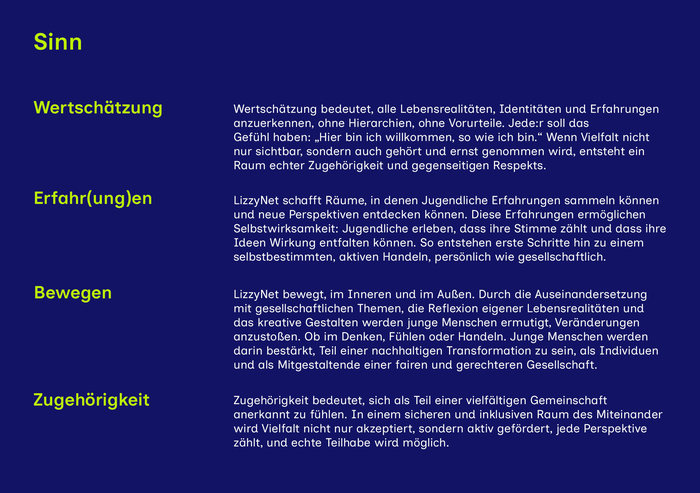 Sinn
Wertschätzung
Wertschätzung bedeutet, alle Lebensrealitäten, Identitäten und Erfahrungen
anzuerkennen, ohne Hierarchien, ohne Vorurteile. Jede:r soll das
Gefühl haben: „Hier bin ich willkommen, so wie ich bin.“ Wenn Vielfalt nicht
nur sichtbar, sondern auch gehört und ernst genommen wird, entsteht ein
Raum echter Zugehörigkeit und gegenseitigen Respekts.
Erfahr(ung)en
LizzyNet schafft Räume, in denen Jugendliche Erfahrungen sammeln können
und neue Perspektiven entdecken können. Diese Erfahrungen ermöglichen
Selbstwirksamkeit: Jugendliche erleben, dass ihre Stimme zählt und dass ihre
Ideen Wirkung entfalten können. So entstehen erste Schritte hin zu einem
selbstbestimmten, aktiven Handeln, persönlich wie gesellschaftlich.
Bewegen
LizzyNet bewegt, im Inneren und im Außen. Durch die Auseinandersetzung
mit gesellschaftlichen Themen, die Reflexion eigener Lebensrealitäten und
das kreative Gestalten werden junge Menschen ermutigt, Veränderungen
anzustoßen. Ob im Denken, Fühlen oder Handeln. Junge Menschen werden
darin bestärkt, Teil einer nachhaltigen Transformation zu sein, als Individuen
und als Mitgestaltende einer fairen und gerechteren Gesellschaft.
Zugehörigkeit
Zugehörigkeit bedeutet, sich als Teil einer vielfältigen Gemeinschaft
anerkannt zu fühlen. In einem sicheren und inklusiven Raum des Miteinander
wird Vielfalt nicht nur akzeptiert, sondern aktiv gefördert, jede Perspektive
zählt, und echte Teilhabe wird möglich.